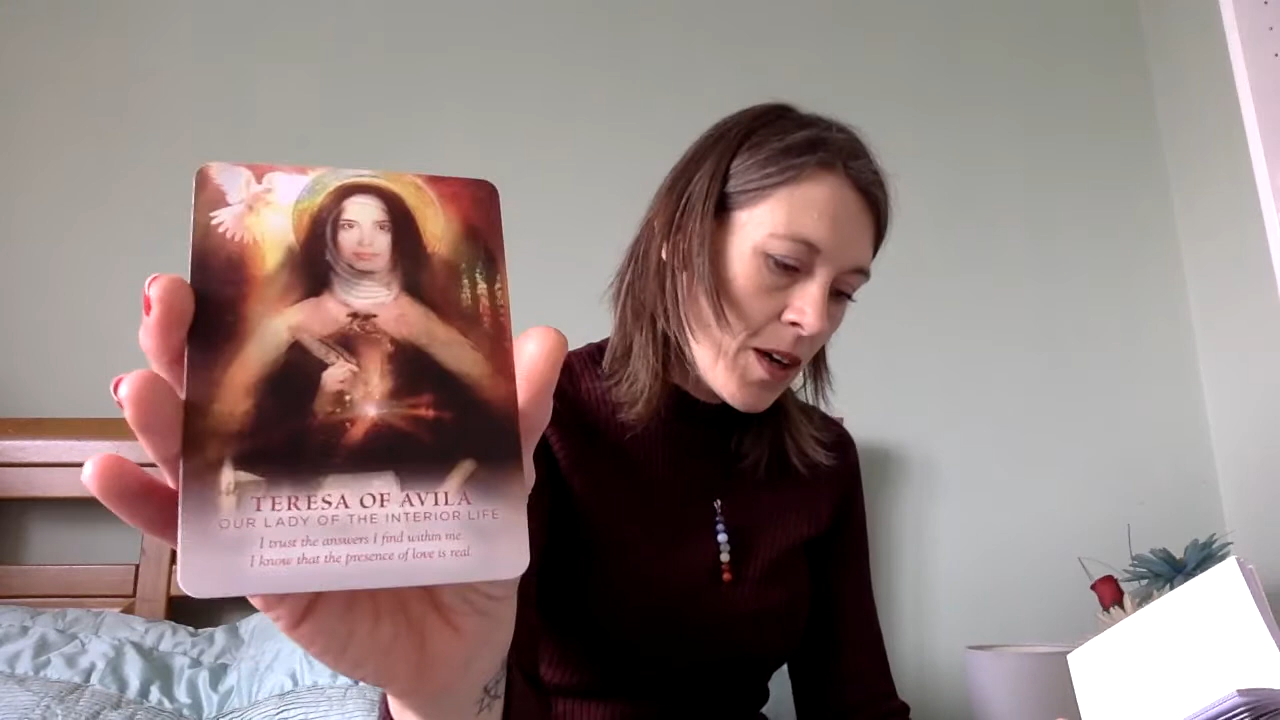 TERESA OF AVILA
OUR LADY OF THE INTERIOR LIFE
I trust the answers I find within me.
I know that the presence of love is real.